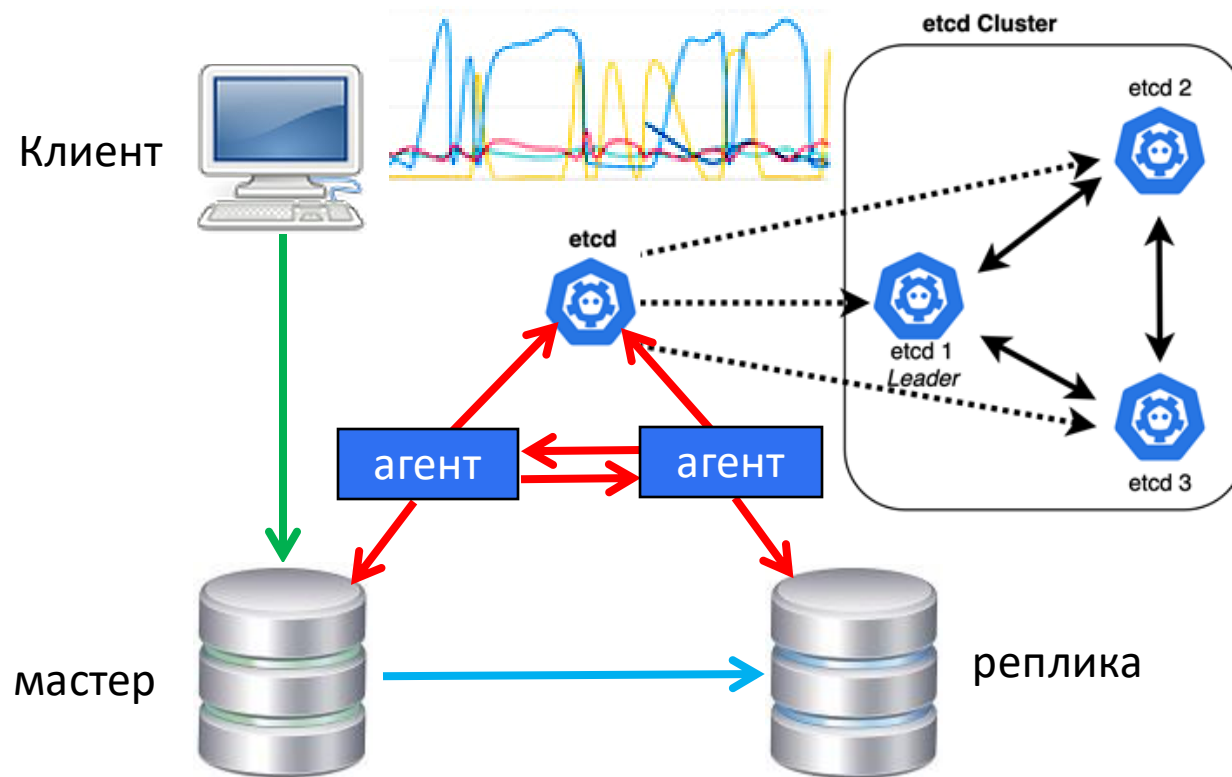 etcd Cluster
etcd 2
Клиент
etcd
etcd 1
Leader
агент
агент
etcd 3
мастер
реплика